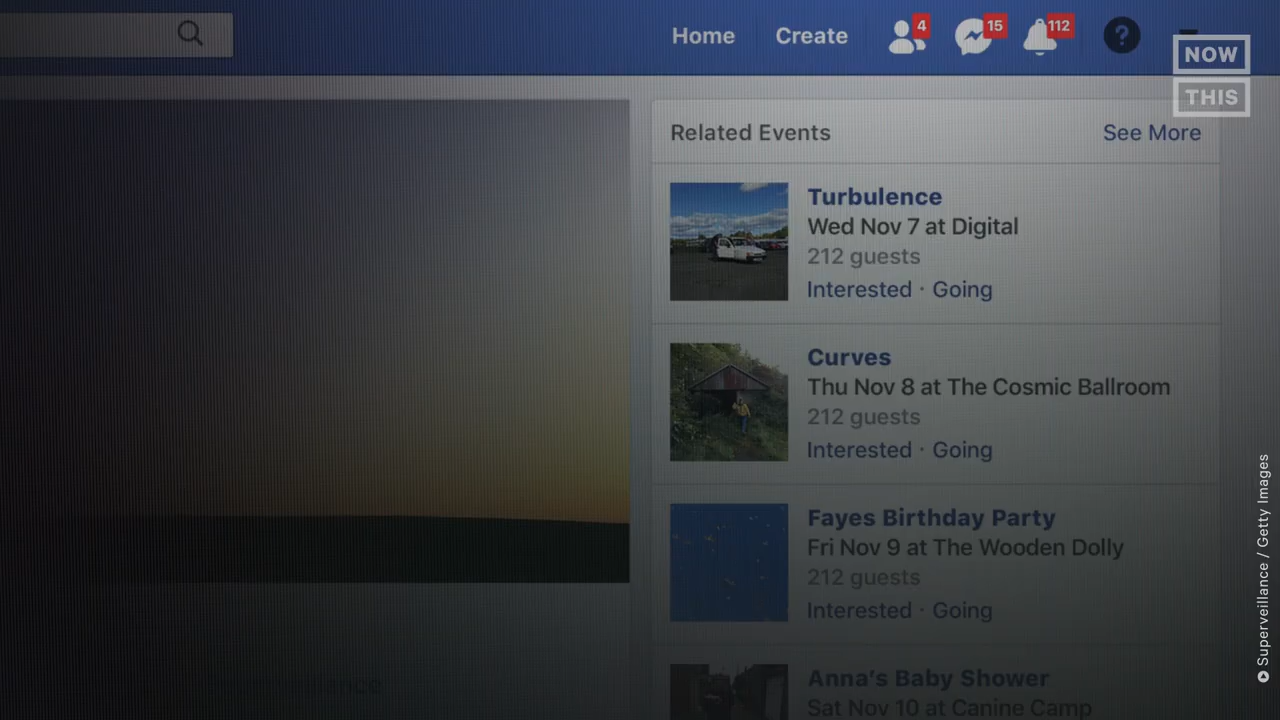 Home
Create
4
15
112
?
NOW
THIS
Related Events
See More
Turbulence
Wed Nov 7 at Digital
212 guests
Interested · Going
Curves
Thu Nov 8 at The Cosmic Ballroom
212 guests
Interested · Going
Fayes Birthday Party
Fri Nov 9 at The Wooden Dolly
212 guests
Interested · Going
Anna's Baby Shower
Sat Nov 10 at Canine Camp
Superveillance / Getty Images